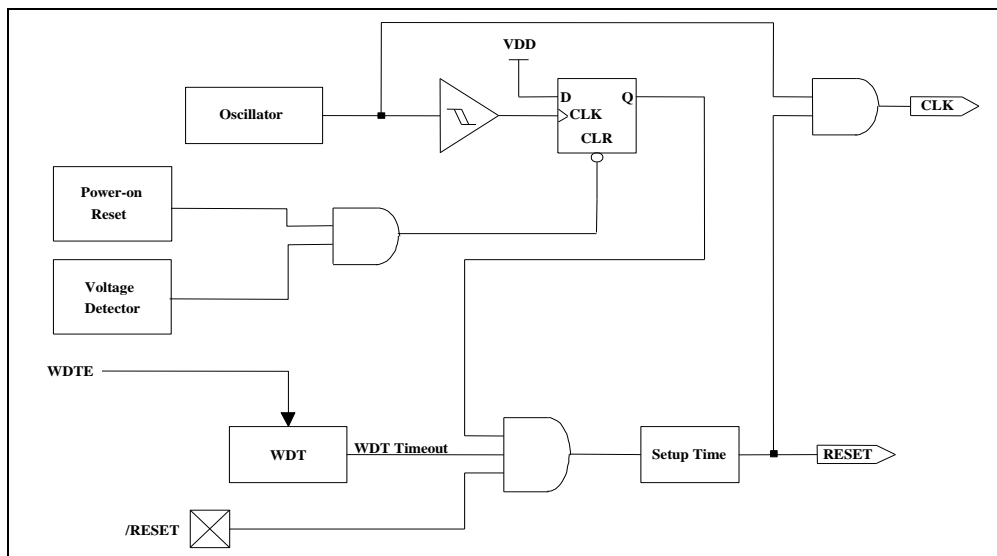 VDD
Oscillator
D
Q
CLK
CLR
CLK
Power-on
Reset
Voltage
Detector
WDTE
WDT
WDT Timeout
Setup Time
RESET
/RESET